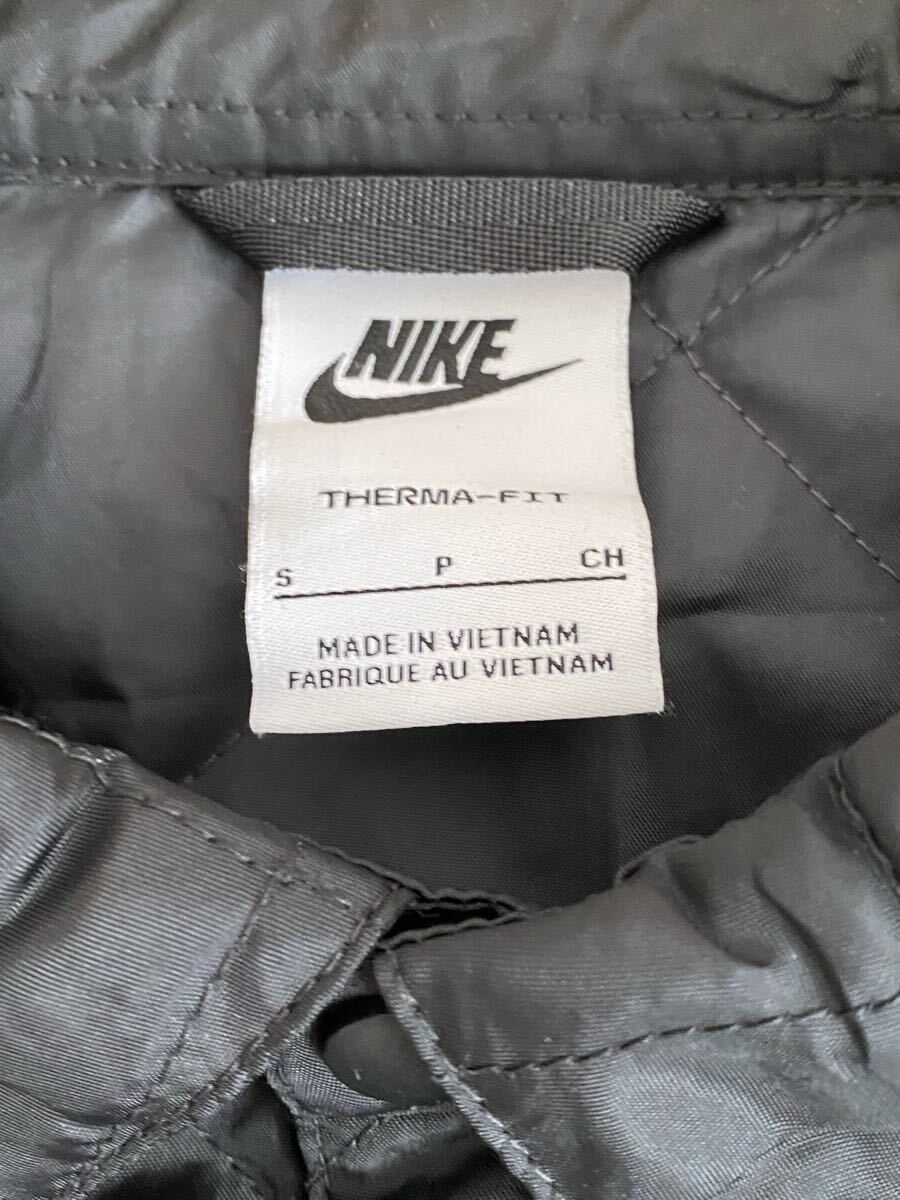 NIKE
THERMA-FIT
S P CH
MADE IN VIETNAM
FABRIQUE AU VIETNAM